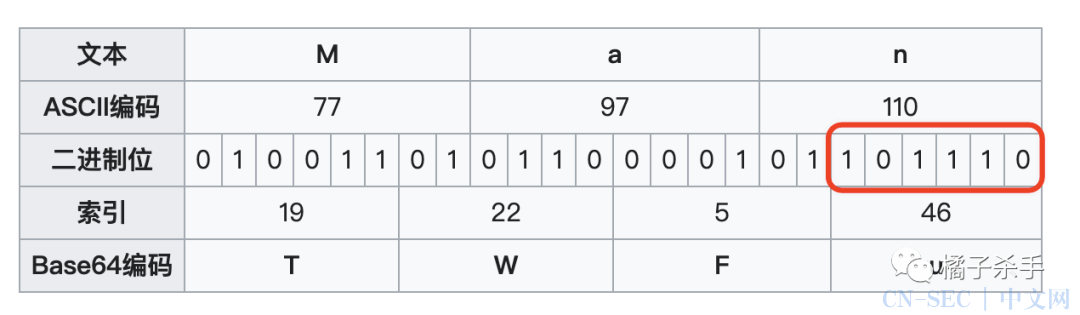 文本 M a n
ASCII编码 77 97 110
二进制位 0 1 0 0 1 1 0 1 0 1 1 0 0 0 0 1 0 1 1 0 1 1 1 0
索引 19 22 5 46
Base64编码 T W F u
橘子杀手
CN-SEC 中文网